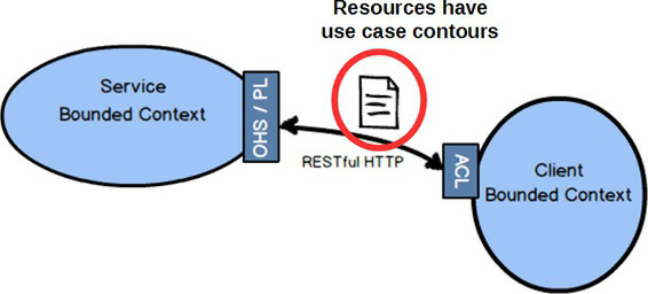 Resources have
use case contours
Service
Bounded Context
OHS / PL
RESTful HTTP
ACL
Client
Bounded Context